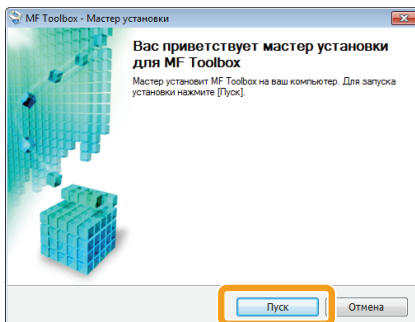 MF Toolbox - Мастер установки
Вас приветствует мастер установки
для MF Toolbox
Мастер установит MF Toolbox на ваш компьютер. Для запуска
установки нажмите [Пуск].
Пуск
Отмена